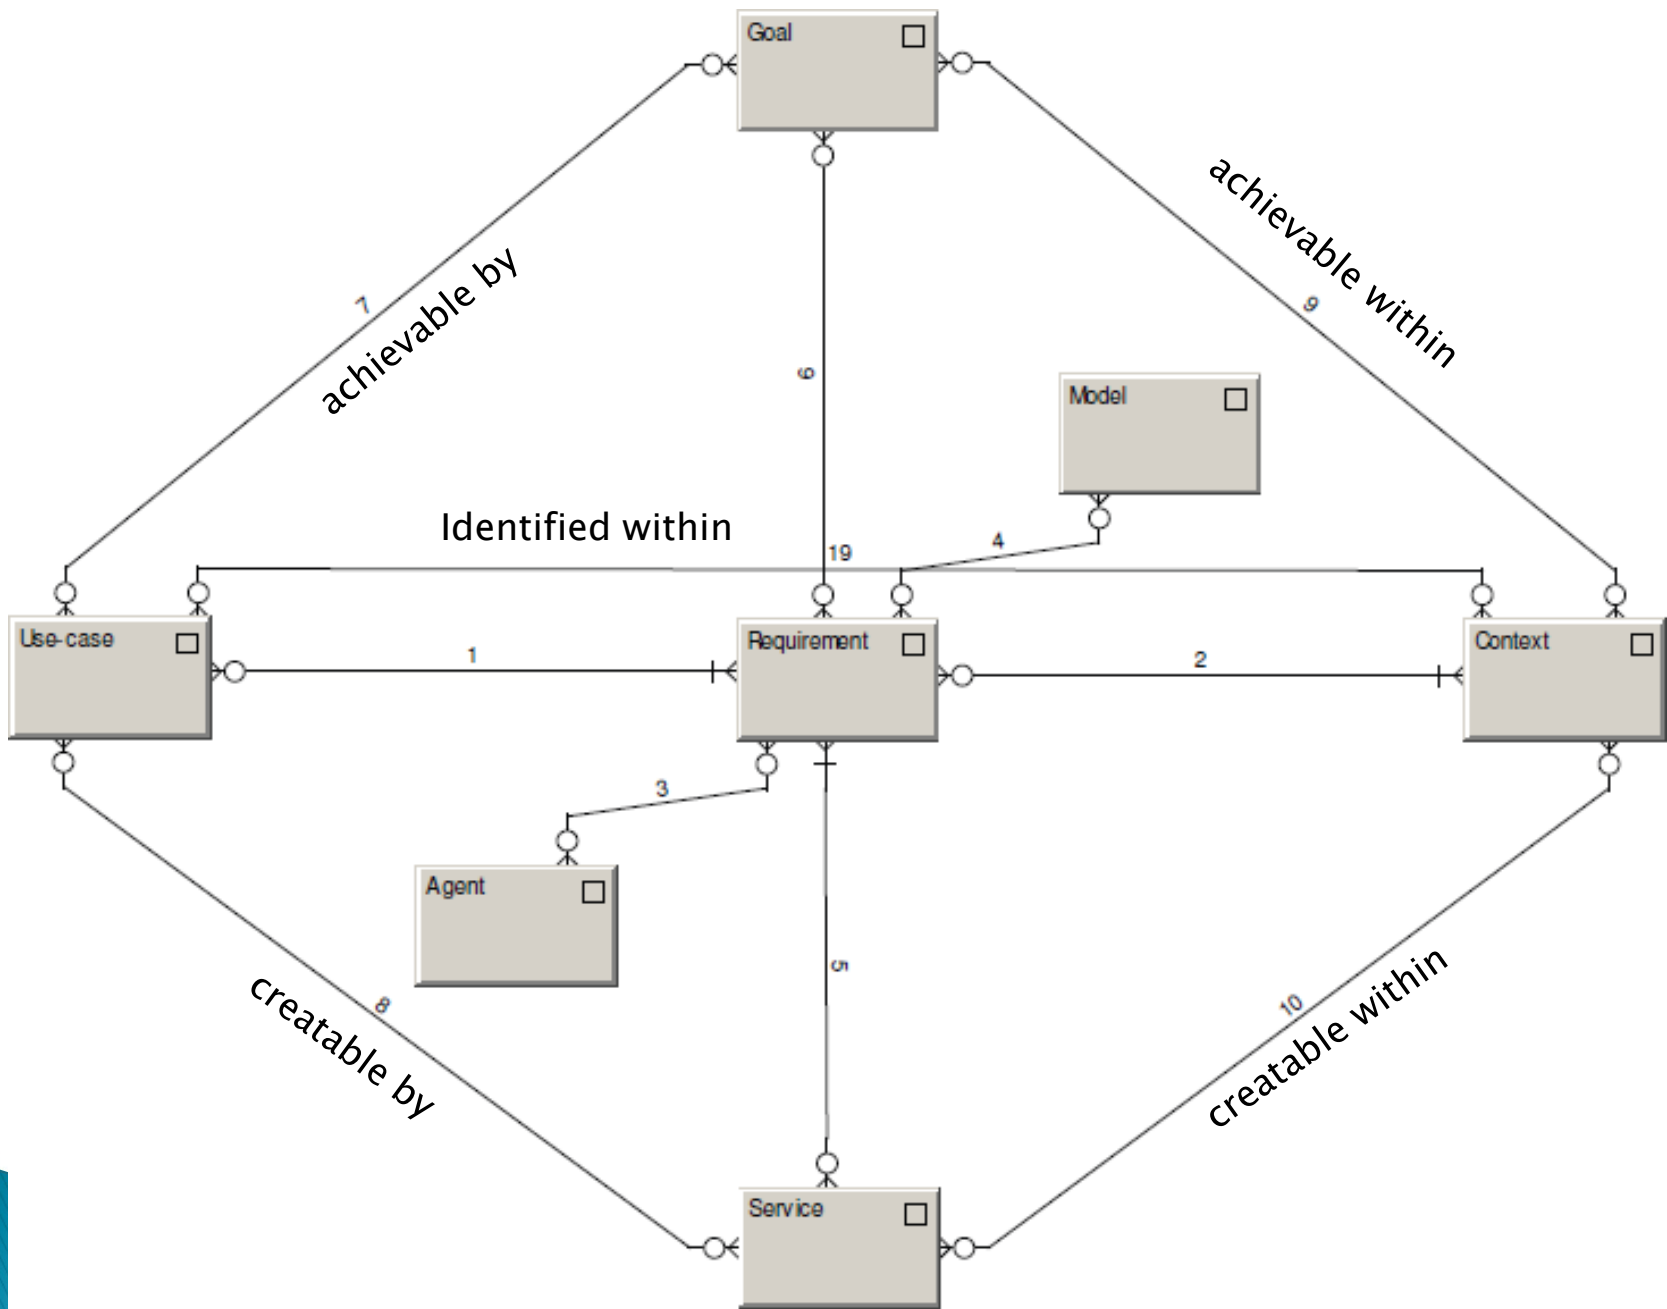 Goal
achievable within
achievable by
7
9
6
Model
Identified within
19
4
Use-case
1
Requirement
2
Context
3
Agent
5
creatable by
8
10
creatable within
Service